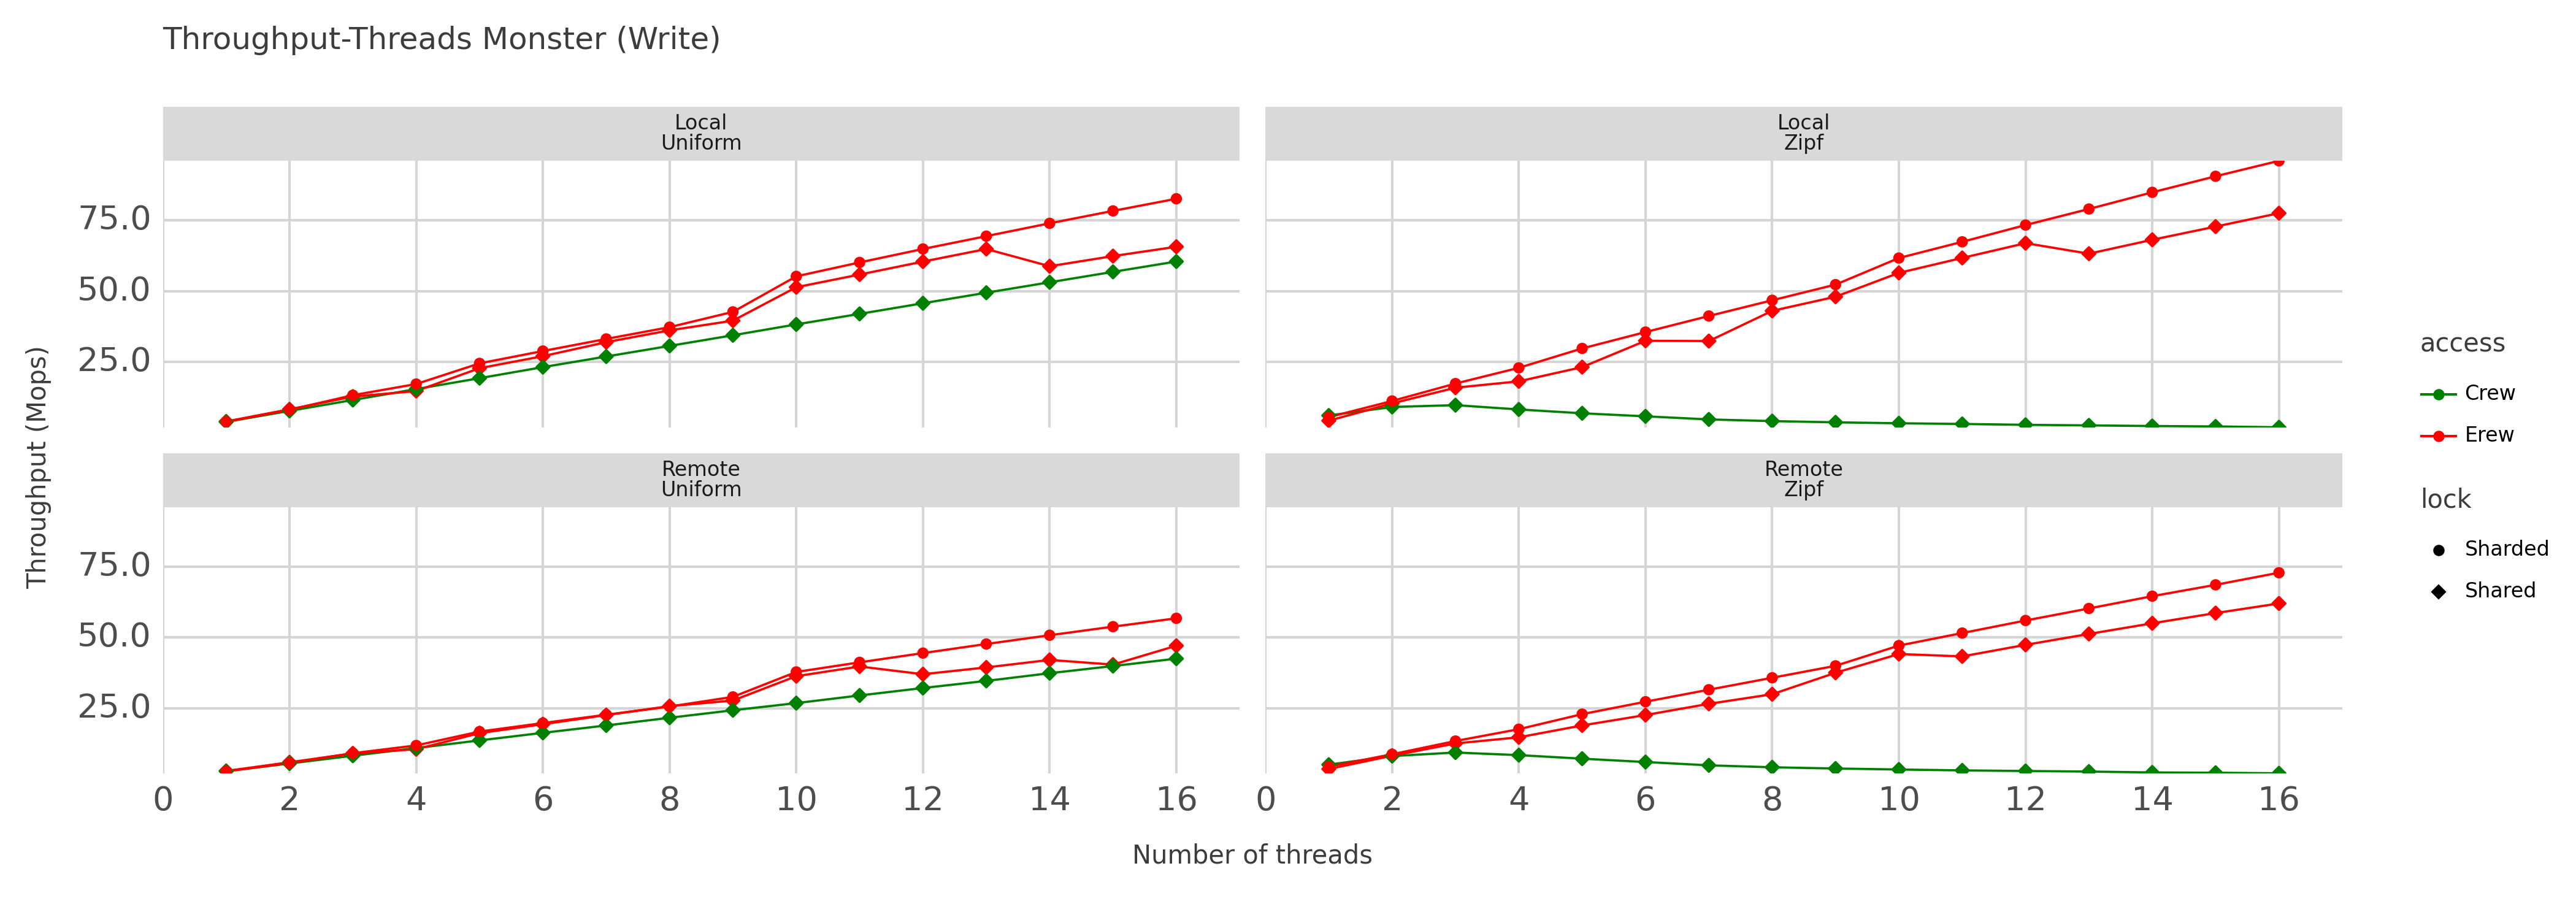 Throughput-Threads Monster (Write)
Local
Uniform
Local
Zipf
75.0
50.0
25.0
Remote
Uniform
Remote
Zipf
75.0
50.0
25.0
0 2 4 6 8 10 12 14 16
0 2 4 6 8 10 12 14 16
Number of threads
Throughput (Mops)
access
Crew
Erew
lock
Sharded
Shared